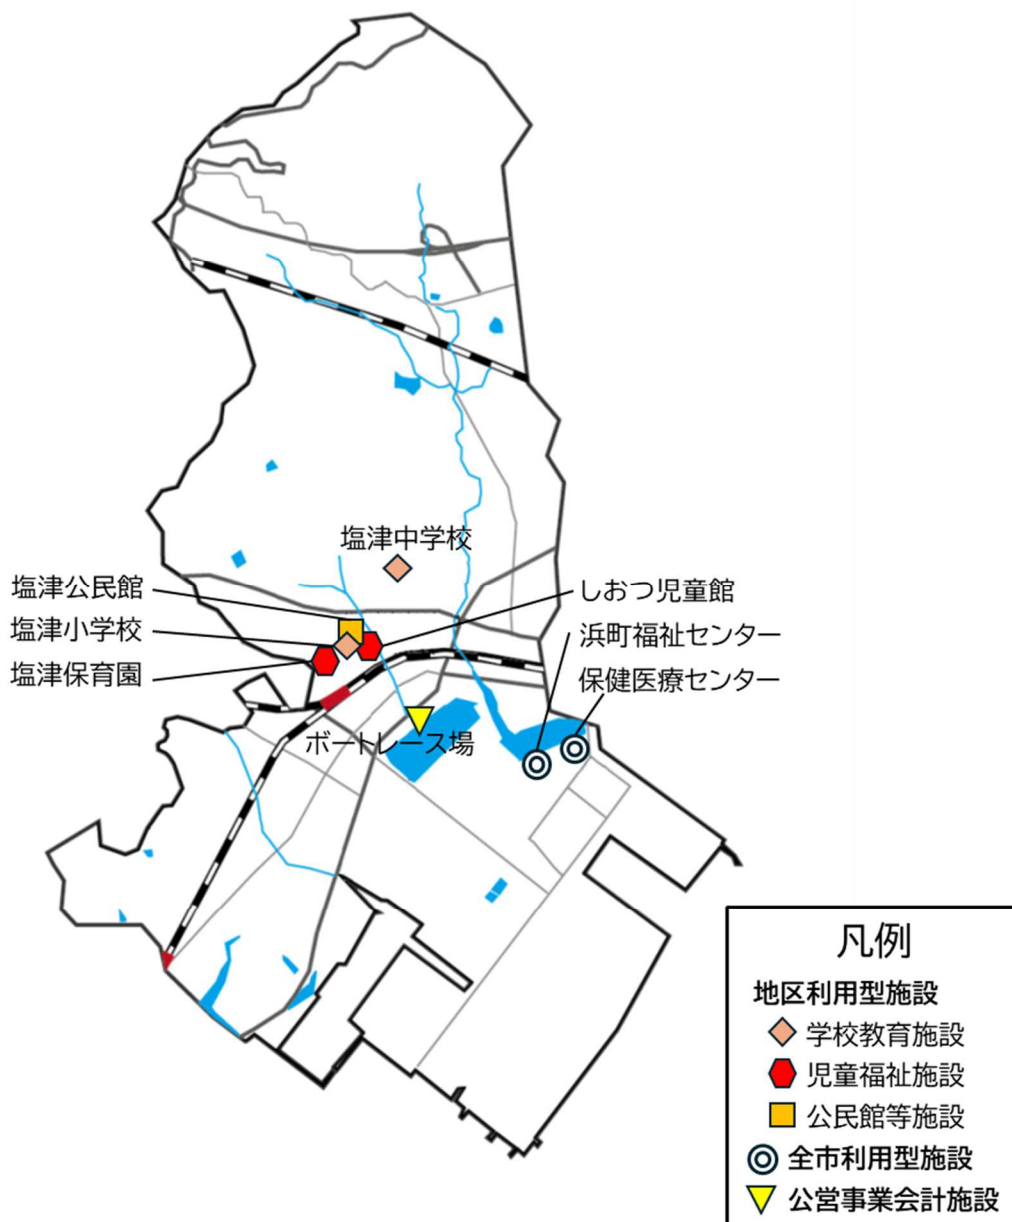 塩津中学校
塩津公民館
しおつ児童館
塩津小学校
浜町福祉センター
塩津保育園
保健医療センター
ボートレース場
凡例
地区利用型施設
学校教育施設
児童福祉施設
公民館等施設
全市利用型施設
公営事業会計施設